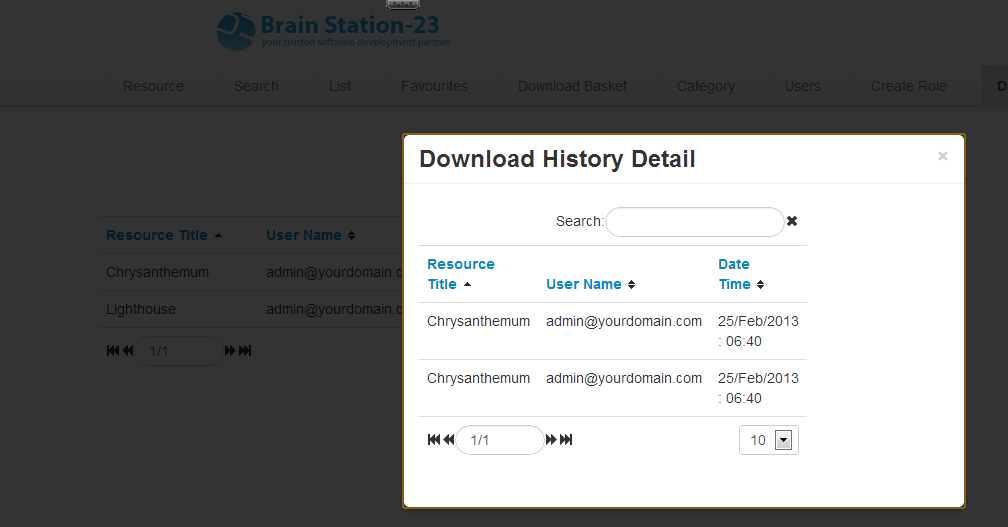 Brain Station-23
your trusted software development partner
Resource Search List Favourites Download Basket Category Users Create Role D
Download History Detail ×
Search:
Resource Title User Name
Chrysanthemum admin@yourdomain.c
Lighthouse admin@yourdomain.c
1/1
Resource
Title
User Name
Date
Time
Chrysanthemum admin@yourdomain.com 25/Feb/2013
: 06:40
Chrysanthemum admin@yourdomain.com 25/Feb/2013
: 06:40
1/1 10